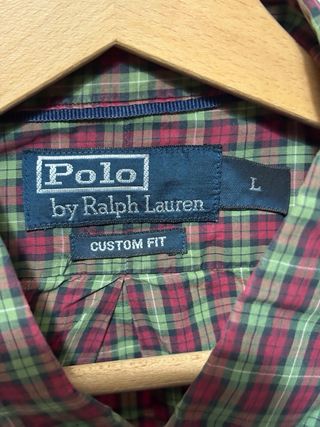 Polo
by Ralph Lauren
L
CUSTOM FIT